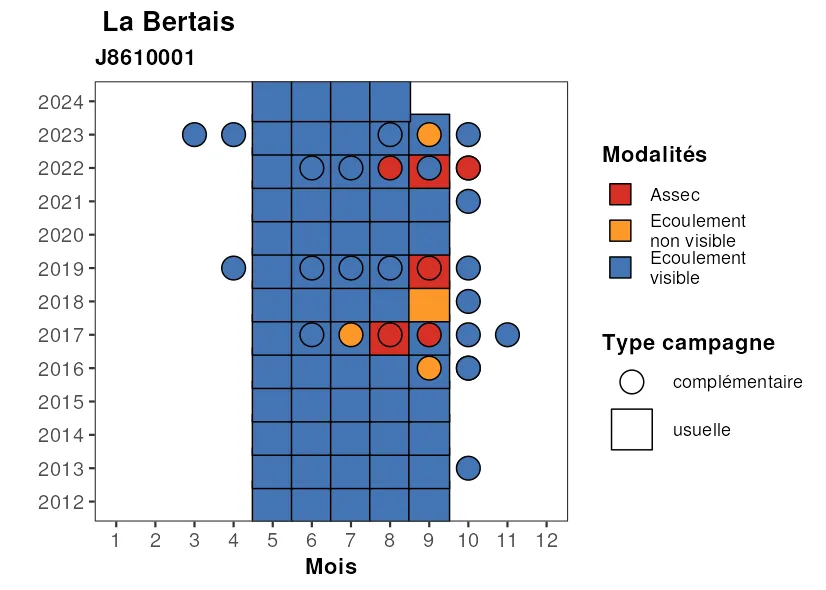 La Bertais
J8610001
2024
2023
2022
2021
2020
2019
2018
2017
2016
2015
2014
2013
2012
1 2 3 4 5 6 7 8 9 10 11 12
Mois
Modalités
Assec
Ecoulement
non visible
Ecoulement
visible
Type campagne
complémentaire
usuelle